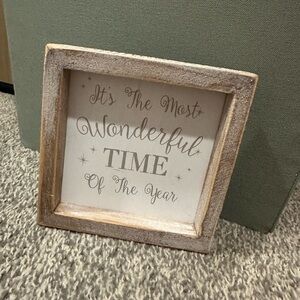 It's The Most
Wonderful
TIME
Of The Year